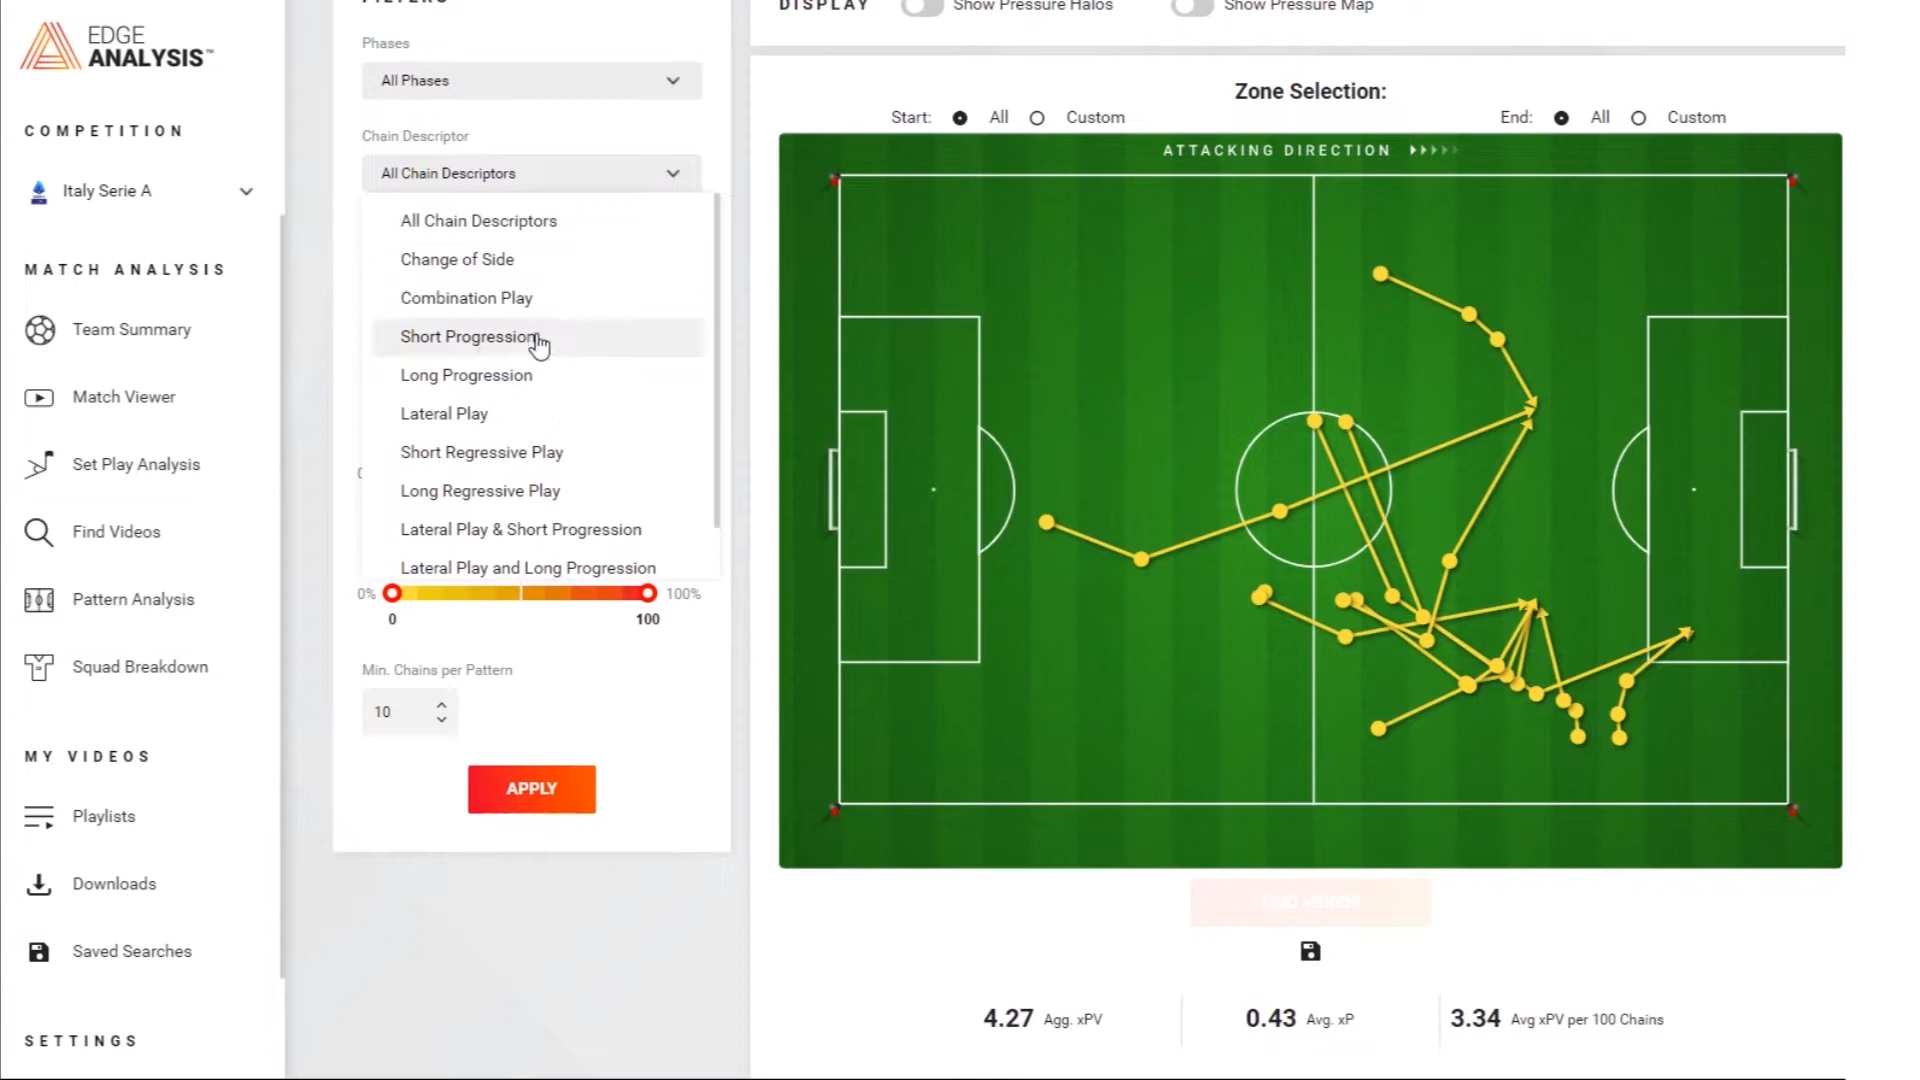 EDGE
ANALYSIS™
COMPETITION
Italy Serie A
MATCH ANALYSIS
Team Summary
Match Viewer
Set Play Analysis
Find Videos
Pattern Analysis
Squad Breakdown
MY VIDEOS
Playlists
Downloads
Saved Searches
SETTINGS
FILTERS
Phases
All Phases
Chain Descriptor
All Chain Descriptors
All Chain Descriptors
Change of Side
Combination Play
Short Progression
Long Progression
Lateral Play
Short Regressive Play
Long Regressive Play
Lateral Play & Short Progression
Lateral Play and Long Progression
0% 100%
0 100
Min. Chains per Pattern
10
APPLY
DISPLAY Show Pressure Halos Show Pressure Map
Zone Selection:
Start: All Custom End: All Custom
ATTACKING DIRECTION
4.27 Agg. xPV 0.43 Avg. xP 3.34 Avg xPV per 100 Chains